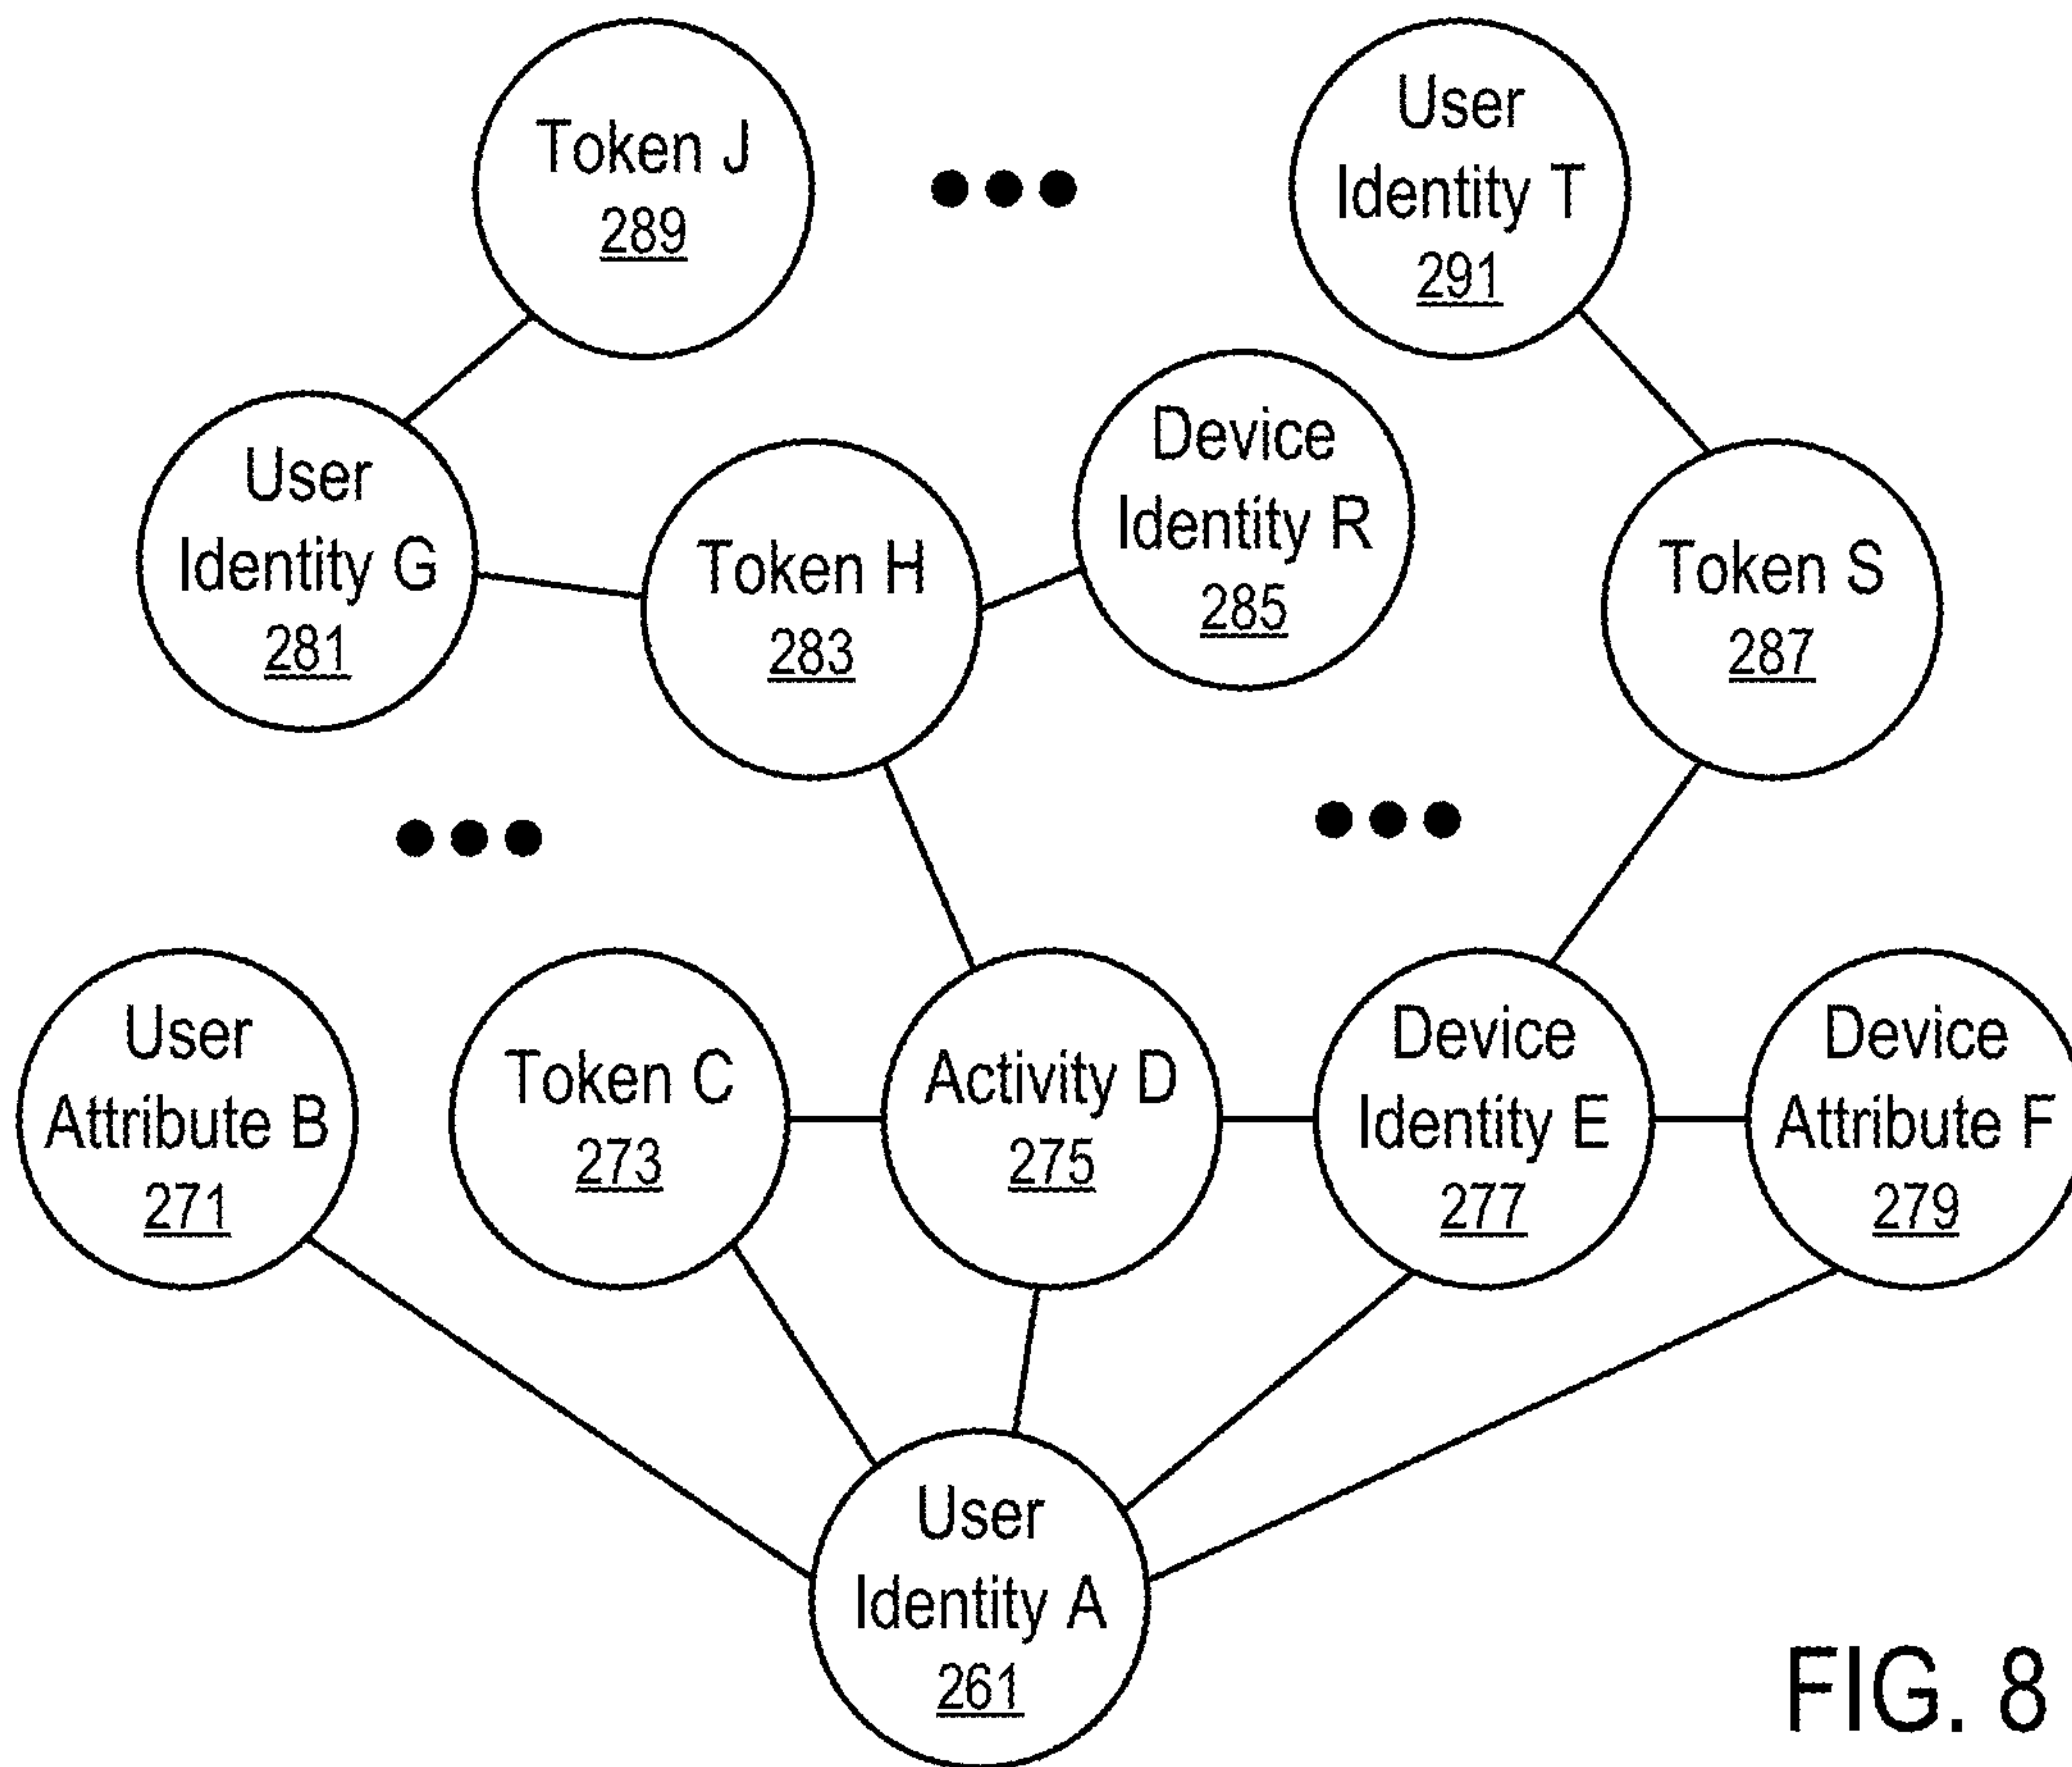 Token J
289
User
Identity T
291
User
Identity G
281
Token H
283
Device
Identity R
285
Token S
287
User
Attribute B
271
Token C
273
Activity D
275
Device
Identity E
277
Device
Attribute F
279
User
Identity A
261
FIG. 8